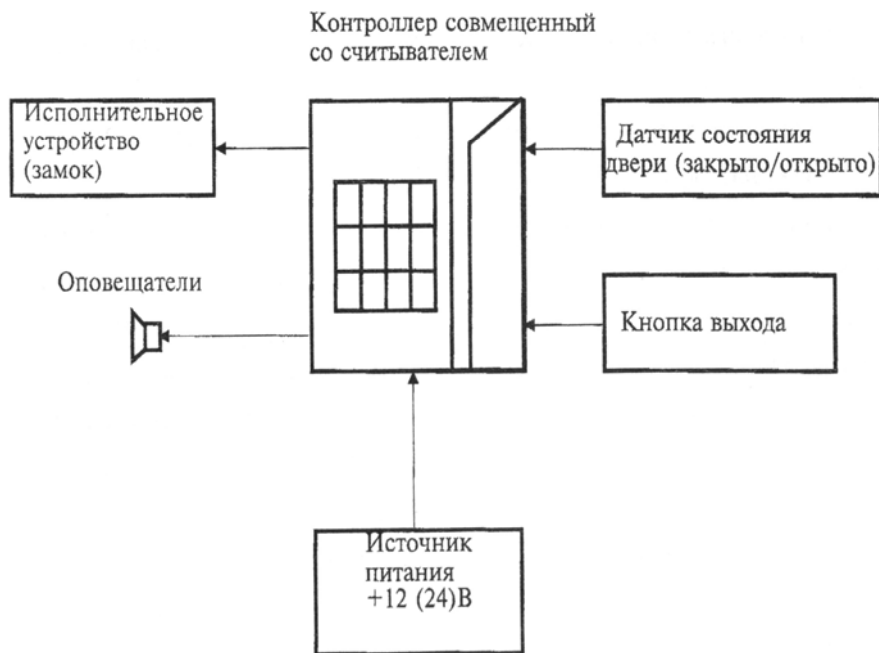 Контроллер совмещенный
со считывателем
Исполнительное
устройство
(замок)
Датчик состояния
двери (закрыто/открыто)
Оповещатели
Кнопка выхода
Источник
питания
+12 (24)В